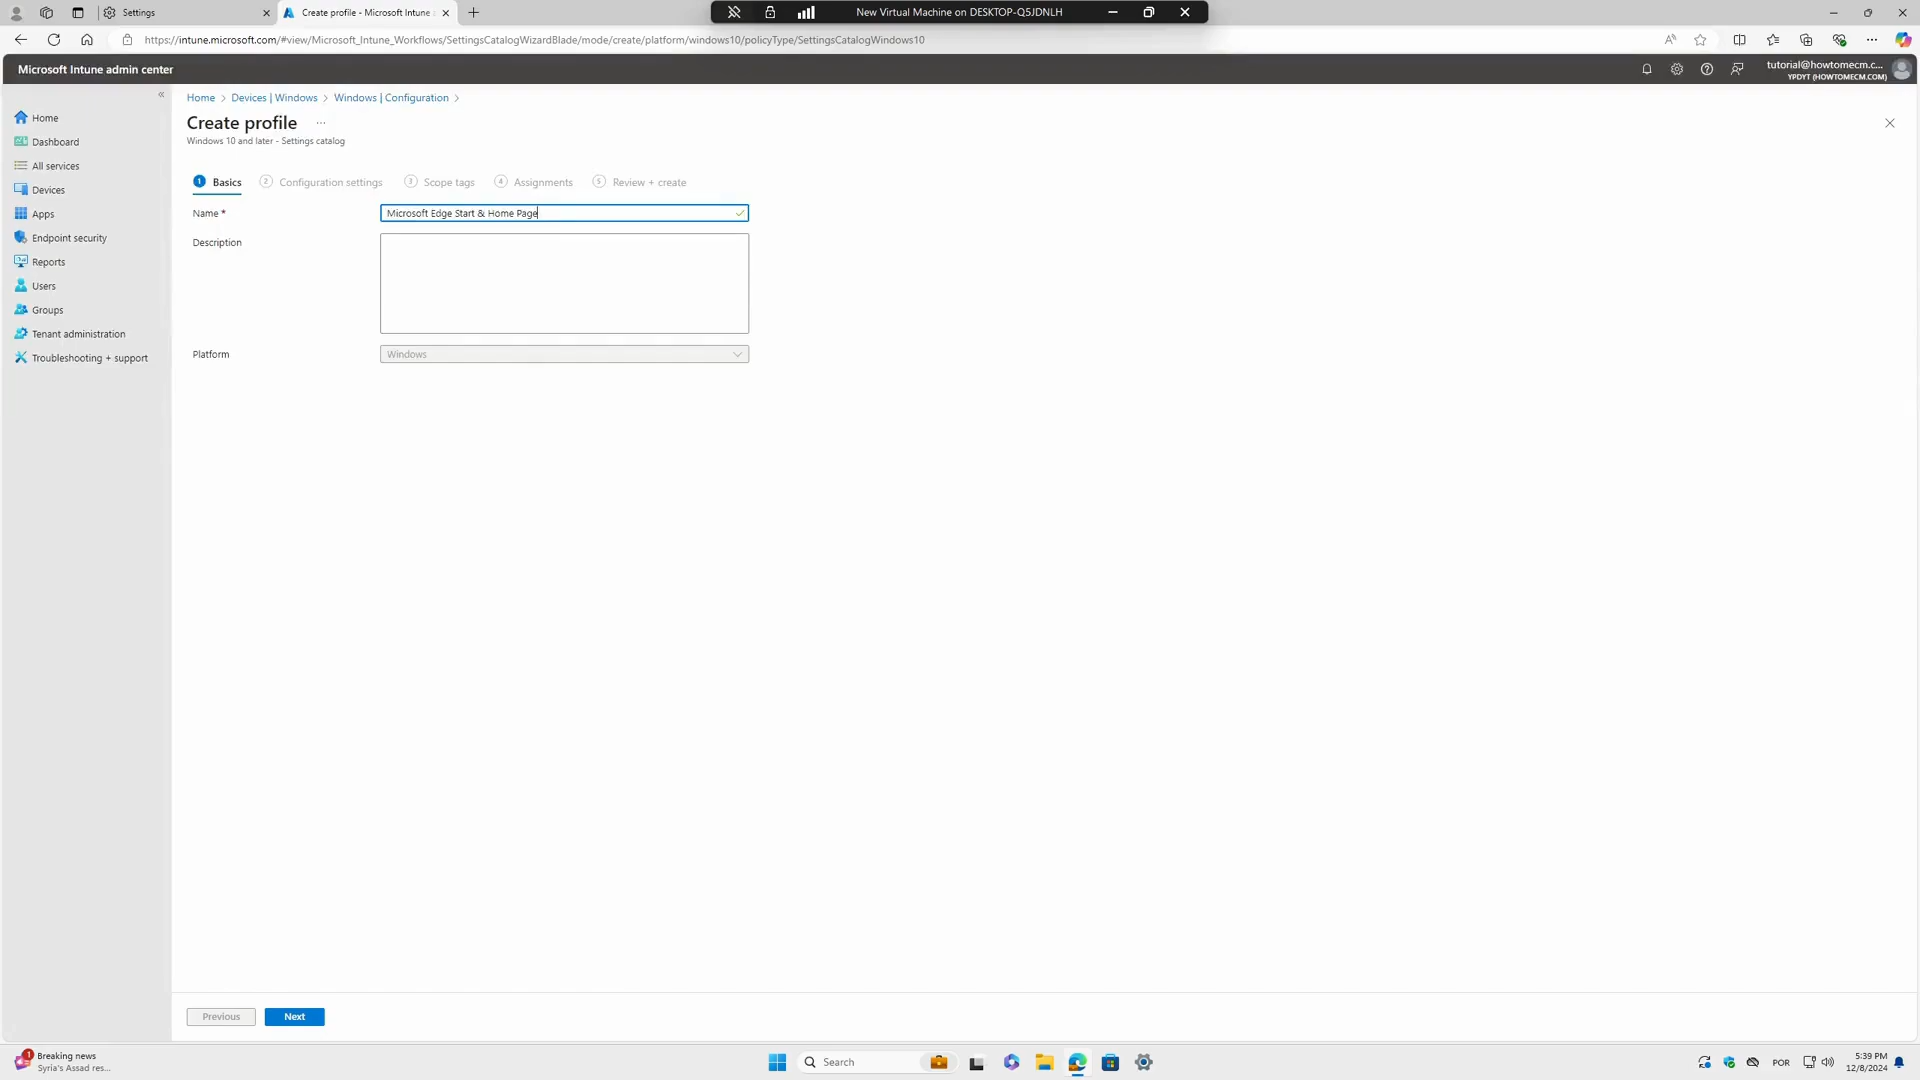 Settings
Create profile - Microsoft Intune
New Virtual Machine on DESKTOP-Q5JDNLH
https://intune.microsoft.com/#view/Microsoft_Intune_Workflows/SettingsCatalogWizardBlade/mode/create/platform/windows10/policyType/SettingsCatalogWindows10
Microsoft Intune admin center
tutorial@howtomecm.c...
YPDYT (HOWTOMECM.COM)
Home
Dashboard
All services
Devices
Apps
Endpoint security
Reports
Users
Groups
Tenant administration
Troubleshooting + support
Home > Devices | Windows > Windows | Configuration >
Create profile ...
Windows 10 and later - Settings catalog
1 Basics 2 Configuration settings 3 Scope tags 4 Assignments 5 Review + create
Name * Microsoft Edge Start & Home Page
Description
Platform Windows
Previous Next
1 Breaking news
Syria's Assad res...
Search
POR
5:39 PM
12/8/2024